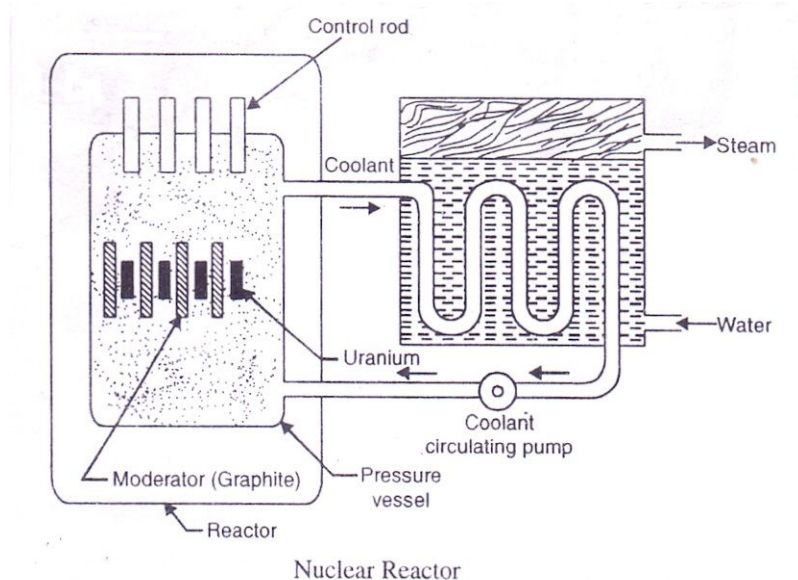 Control rod
Coolant
Steam
Water
Uranium
Coolant
circulating pump
Moderator (Graphite)
Pressure
vessel
Reactor
Nuclear Reactor